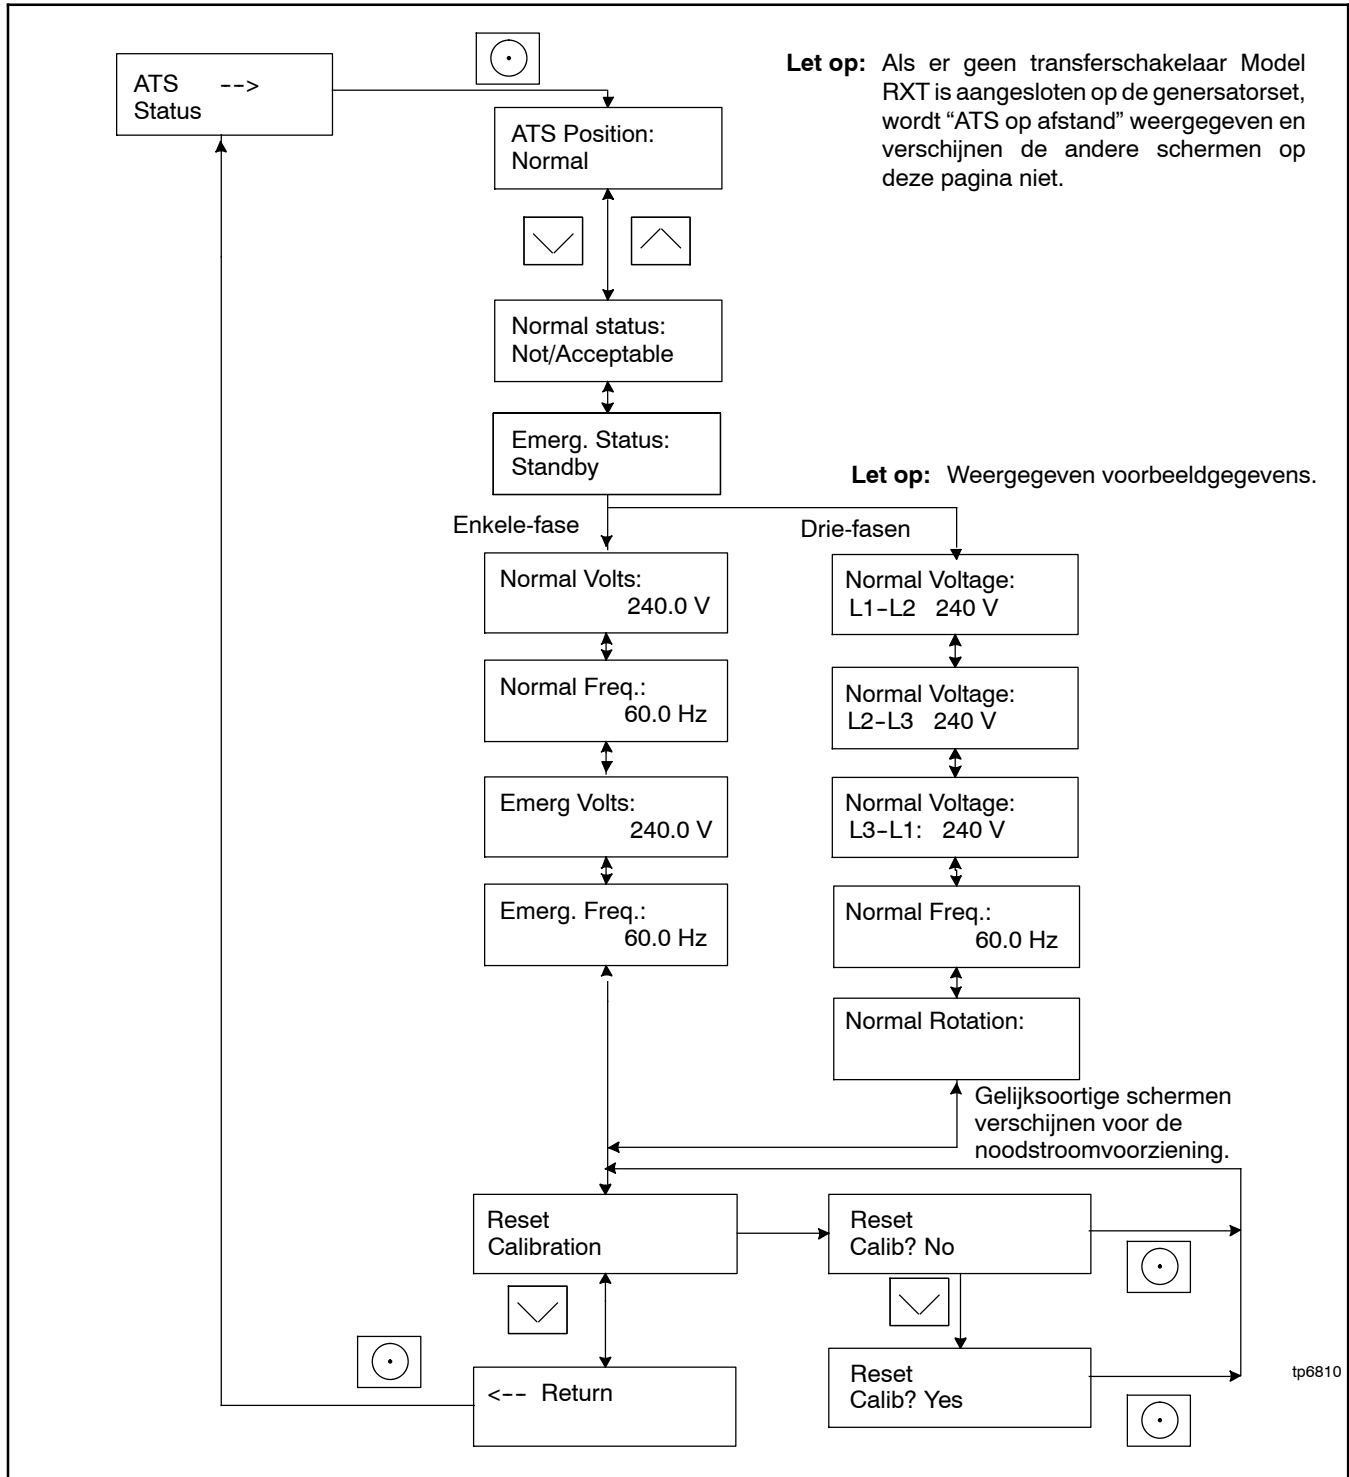 ATS -->
Status
Let op: Als er geen transferschakelaar Model
RXT is aangesloten op de genersatorset,
wordt “ATS op afstand” weergegeven en
verschijnen de andere schermen op
deze pagina niet.
ATS Position:
Normal
Normal status:
Not/Acceptable
Emerg. Status:
Standby
Let op: Weergegeven voorbeeldgegevens.
Enkele-fase
Drie-fasen
Normal Volts:
240.0 V
Normal Freq.:
60.0 Hz
Emerg Volts:
240.0 V
Emerg. Freq.:
60.0 Hz
Normal Voltage:
L1-L2 240 V
Normal Voltage:
L2-L3 240 V
Normal Voltage:
L3-L1: 240 V
Normal Freq.:
60.0 Hz
Normal Rotation:
Gelijksoortige schermen
verschijnen voor de
noodstroomvoorziening.
Reset
Calibration
Reset
Calib? No
<-- Return
Reset
Calib? Yes
tp6810